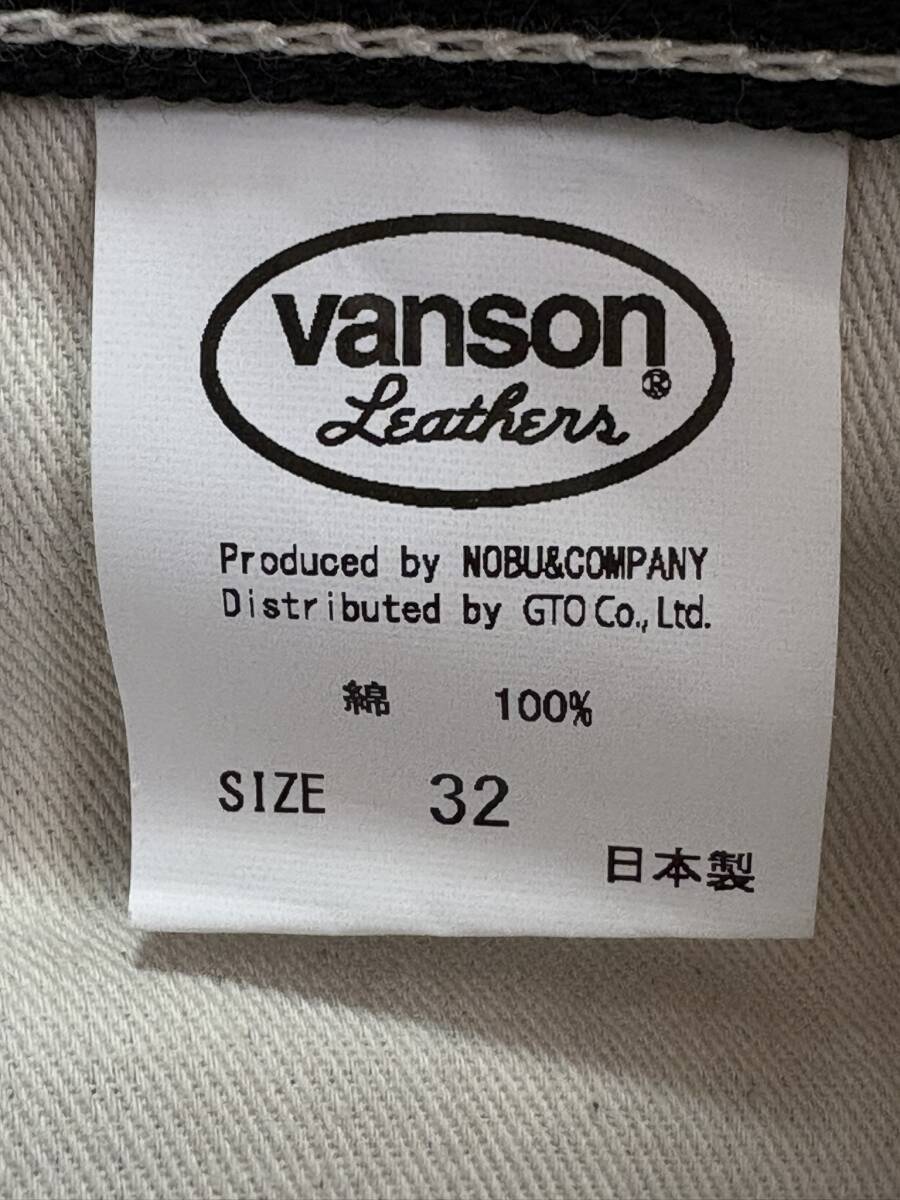 vanson
Leathers ®
Produced by NOBU&COMPANY
Distributed by GTO Co., Ltd.
綿 100%
SIZE 32
日本製